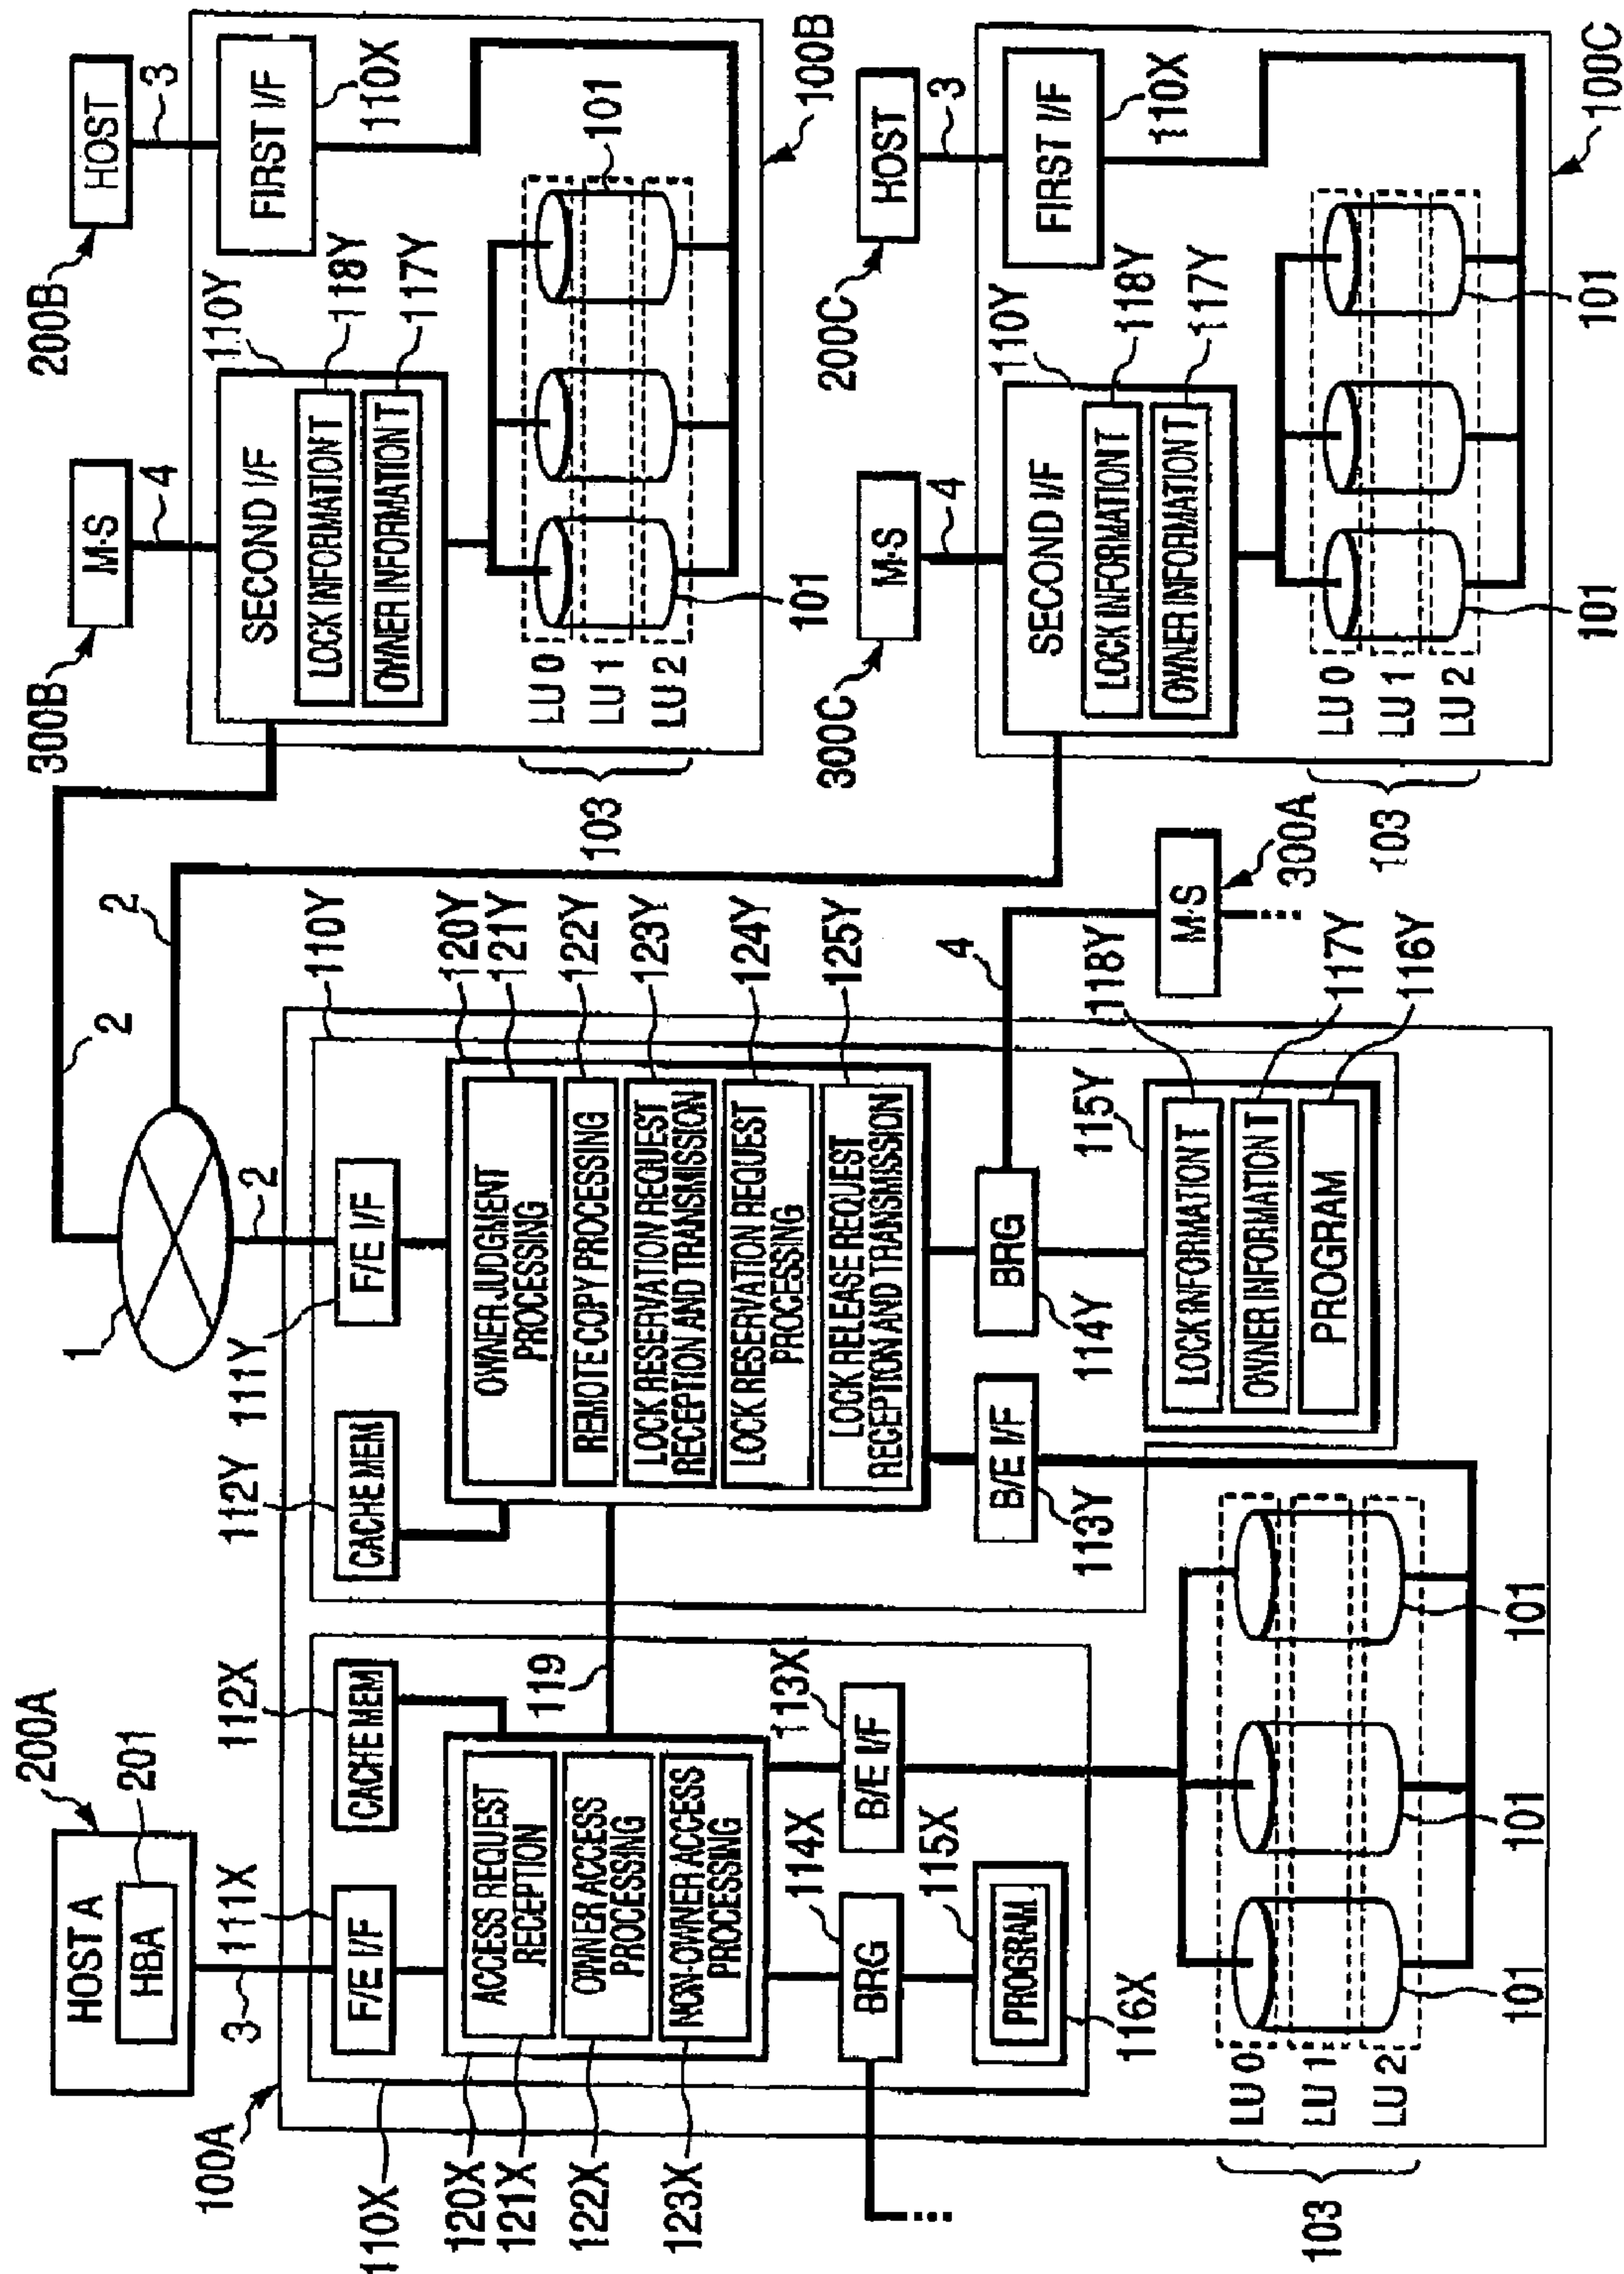 200A
HOST A
HBA
201
3
111X
100A
110X
F/E I/F
CACHE MEM
112X
120X
121X
122X
123X
ACCESS REQUEST
RECEPTION
OWNER ACCESS
PROCESSING
NON-OWNER ACCESS
PROCESSING
119
114X
BRG
113X
B/E I/F
115X
PROGRAM
116X
LU 0
LU 1
LU 2
103
101
101
101
1
2
2
2
112Y
111Y
110Y
CACHE MEM
F/E I/F
120Y
121Y
122Y
123Y
124Y
125Y
OWNER JUDGMENT
PROCESSING
REMOTE COPY PROCESSING
LOCK RESERVATION REQUEST
RECEPTION AND TRANSMISSION
LOCK RESERVATION REQUEST
PROCESSING
LOCK RELEASE REQUEST
RECEPTION AND TRANSMISSION
B/E I/F
113Y
BRG
114Y
4
115Y
118Y
117Y
116Y
LOCK INFORMATION T
OWNER INFORMATION T
PROGRAM
M·S
300A
300B
M·S
4
200B
HOST
3
110Y
118Y
117Y
SECOND I/F
LOCK INFORMATION T
OWNER INFORMATION T
FIRST I/F
110X
LU 0
LU 1
LU 2
103
101
101
100B
300C
M·S
4
200C
HOST
3
110Y
118Y
117Y
SECOND I/F
LOCK INFORMATION T
OWNER INFORMATION T
FIRST I/F
110X
LU 0
LU 1
LU 2
103
101
101
100C